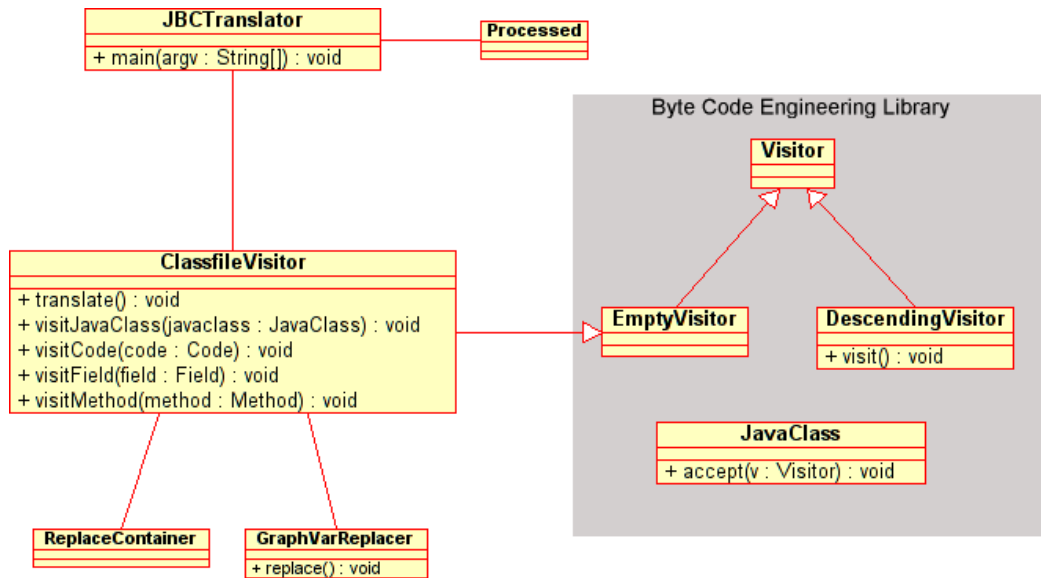 JBCTranslator
+ main(argv : String[]) : void
Processed
Byte Code Engineering Library
Visitor
ClassfileVisitor
+ translate() : void
+ visitJavaClass(javaclass : JavaClass) : void
+ visitCode(code : Code) : void
+ visitField(field : Field) : void
+ visitMethod(method : Method) : void
EmptyVisitor
DescendingVisitor
+ visit() : void
JavaClass
+ accept(v : Visitor) : void
ReplaceContainer
GraphVarReplacer
+ replace() : void